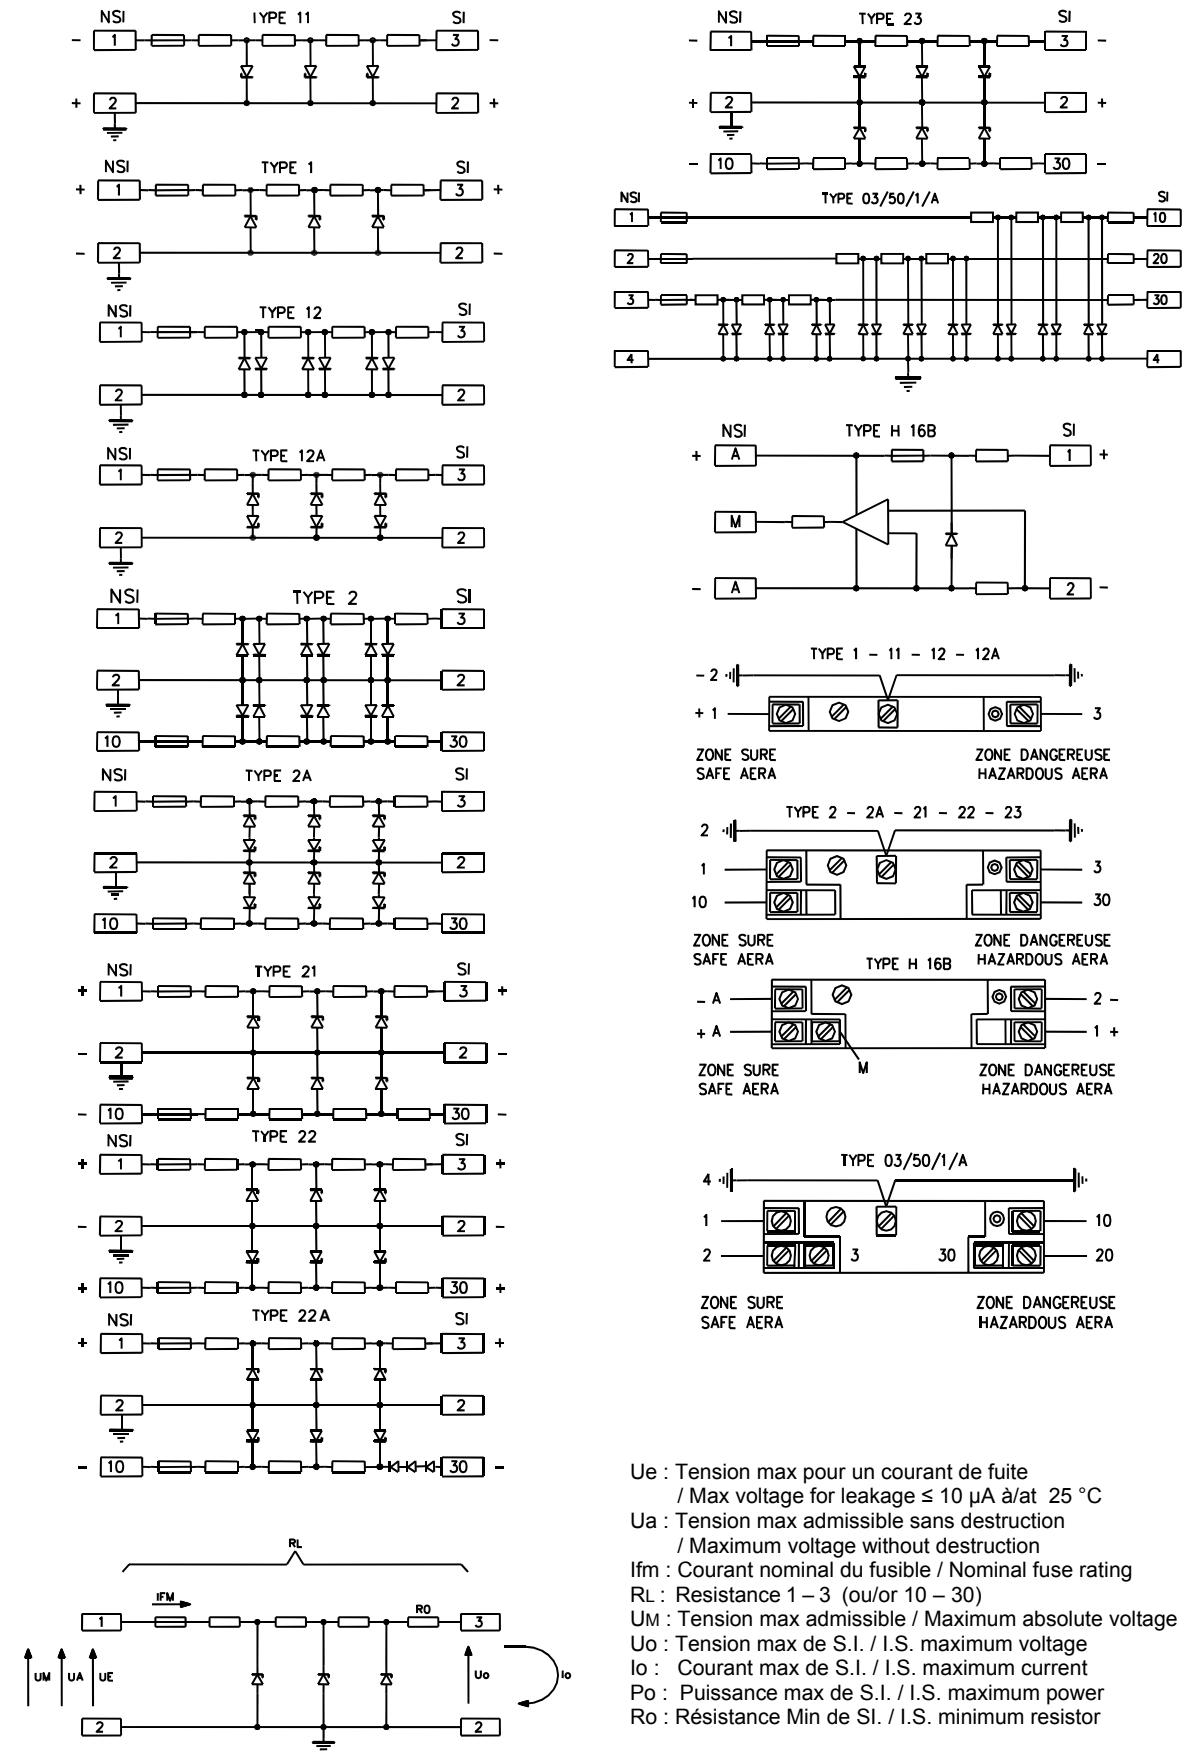 NSI TYPE 11 SI
- 1 3 -
+ 2 2 +
NSI TYPE 1 SI
+ 1 3 +
- 2 2 -
NSI TYPE 12 SI
1 3
2 2
NSI TYPE 12A SI
1 3
2 2
NSI TYPE 2 SI
1 3
2 2
10 30
NSI TYPE 2A SI
1 3
2 2
10 30
NSI TYPE 21 SI
+ 1 3 +
- 2 2 -
- 10 30 -
NSI TYPE 22 SI
+ 1 3 +
- 2 2 -
+ 10 30 +
NSI TYPE 22A SI
+ 1 3 +
2 2
- 10 30 -
RL
IFM
1 RO 3
UM UA UE Uo Io
2 2
NSI TYPE 23 SI
- 1 3 -
+ 2 2 +
- 10 30 -
NSI TYPE 03/50/1/A SI
1 10
2 20
3 30
4 4
NSI TYPE H 16B SI
+ A 1 +
M
- A 2 -
TYPE 1 - 11 - 12 - 12A
- 2
+ 1 3
ZONE SURE ZONE DANGEREUSE
SAFE AERA HAZARDOUS AERA
TYPE 2 - 2A - 21 - 22 - 23
2
1 3
10 30
ZONE SURE ZONE DANGEREUSE
SAFE AERA HAZARDOUS AERA
TYPE H 16B
- A 2 -
+ A 1 +
M
ZONE SURE ZONE DANGEREUSE
SAFE AERA HAZARDOUS AERA
TYPE 03/50/1/A
4
1 10
2 3 30 20
ZONE SURE ZONE DANGEREUSE
SAFE AERA HAZARDOUS AERA
Ue : Tension max pour un courant de fuite
/ Max voltage for leakage ≤ 10 µA à/at 25 °C
Ua : Tension max admissible sans destruction
/ Maximum voltage without destruction
Ifm : Courant nominal du fusible / Nominal fuse rating
RL : Resistance 1 – 3 (ou/or 10 – 30)
UM : Tension max admissible / Maximum absolute voltage
Uo : Tension max de S.I. / I.S. maximum voltage
Io : Courant max de S.I. / I.S. maximum current
Po : Puissance max de S.I. / I.S. maximum power
Ro : Résistance Min de SI. / I.S. minimum resistor